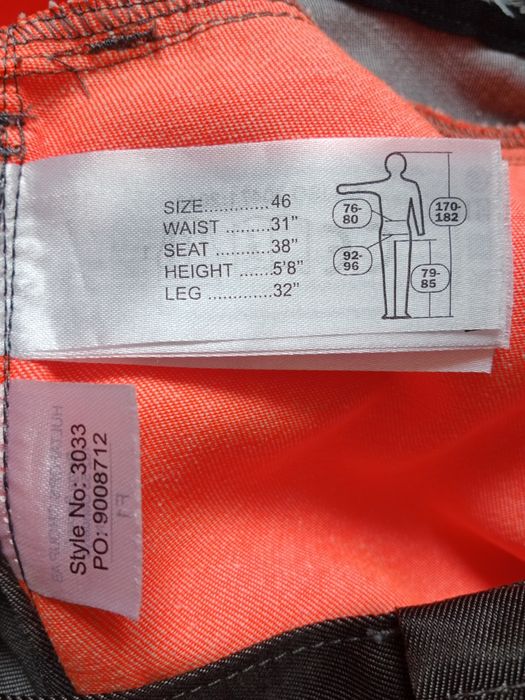 SIZE.............46
WAIST .........31"
SEAT ............38"
HEIGHT .......5'8"
LEG .............32"
76-
80
170-
182
92-
96
79-
85
Style No: 3033
PO: 9008712